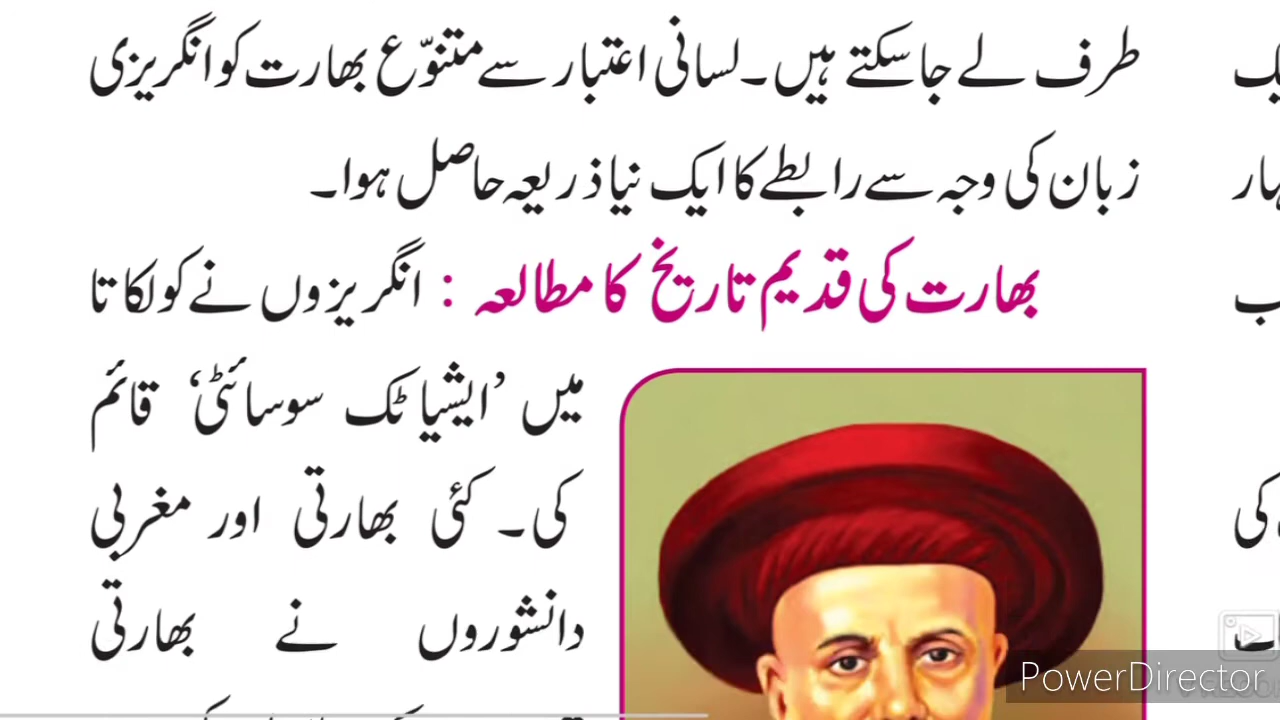 طرف لے جاسکتے ہیں۔ لسانی اعتبار سے متنوّع بھارت کو انگریزی
زبان کی وجہ سے رابطے کا ایک نیا ذریعہ حاصل ہوا۔
بھارت کی قدیم تاریخ کا مطالعہ : انگریزوں نے کولکاتا
میں ’ایشیاٹک سوسائٹی‘ قائم
کی۔ کئی بھارتی اور مغربی
دانشوروں نے بھارتی
PowerDirector